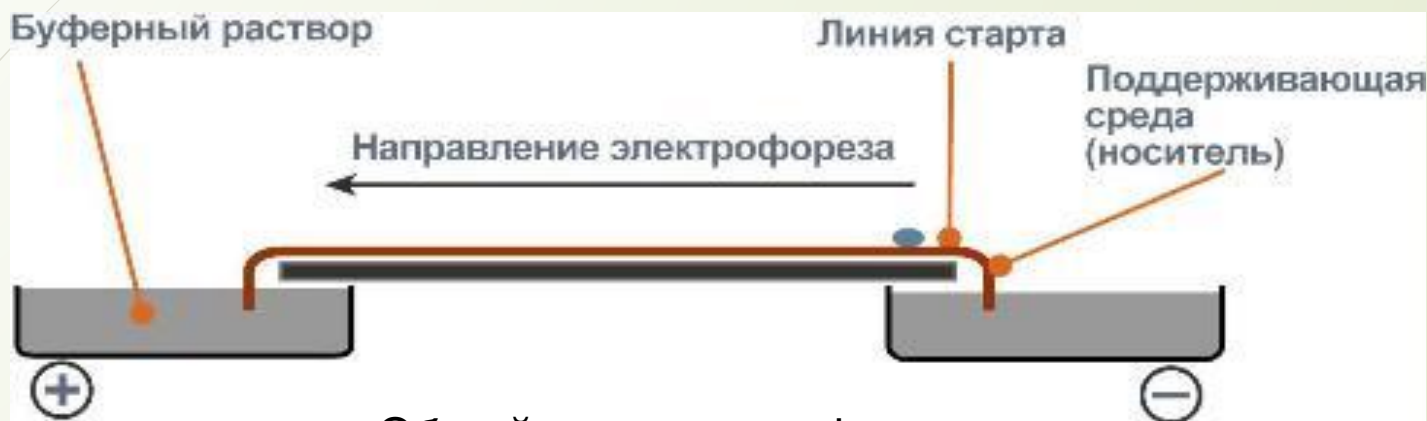 Буферный раствор
Линия старта
Поддерживающая
среда
(носитель)
Направление электрофореза
+
−